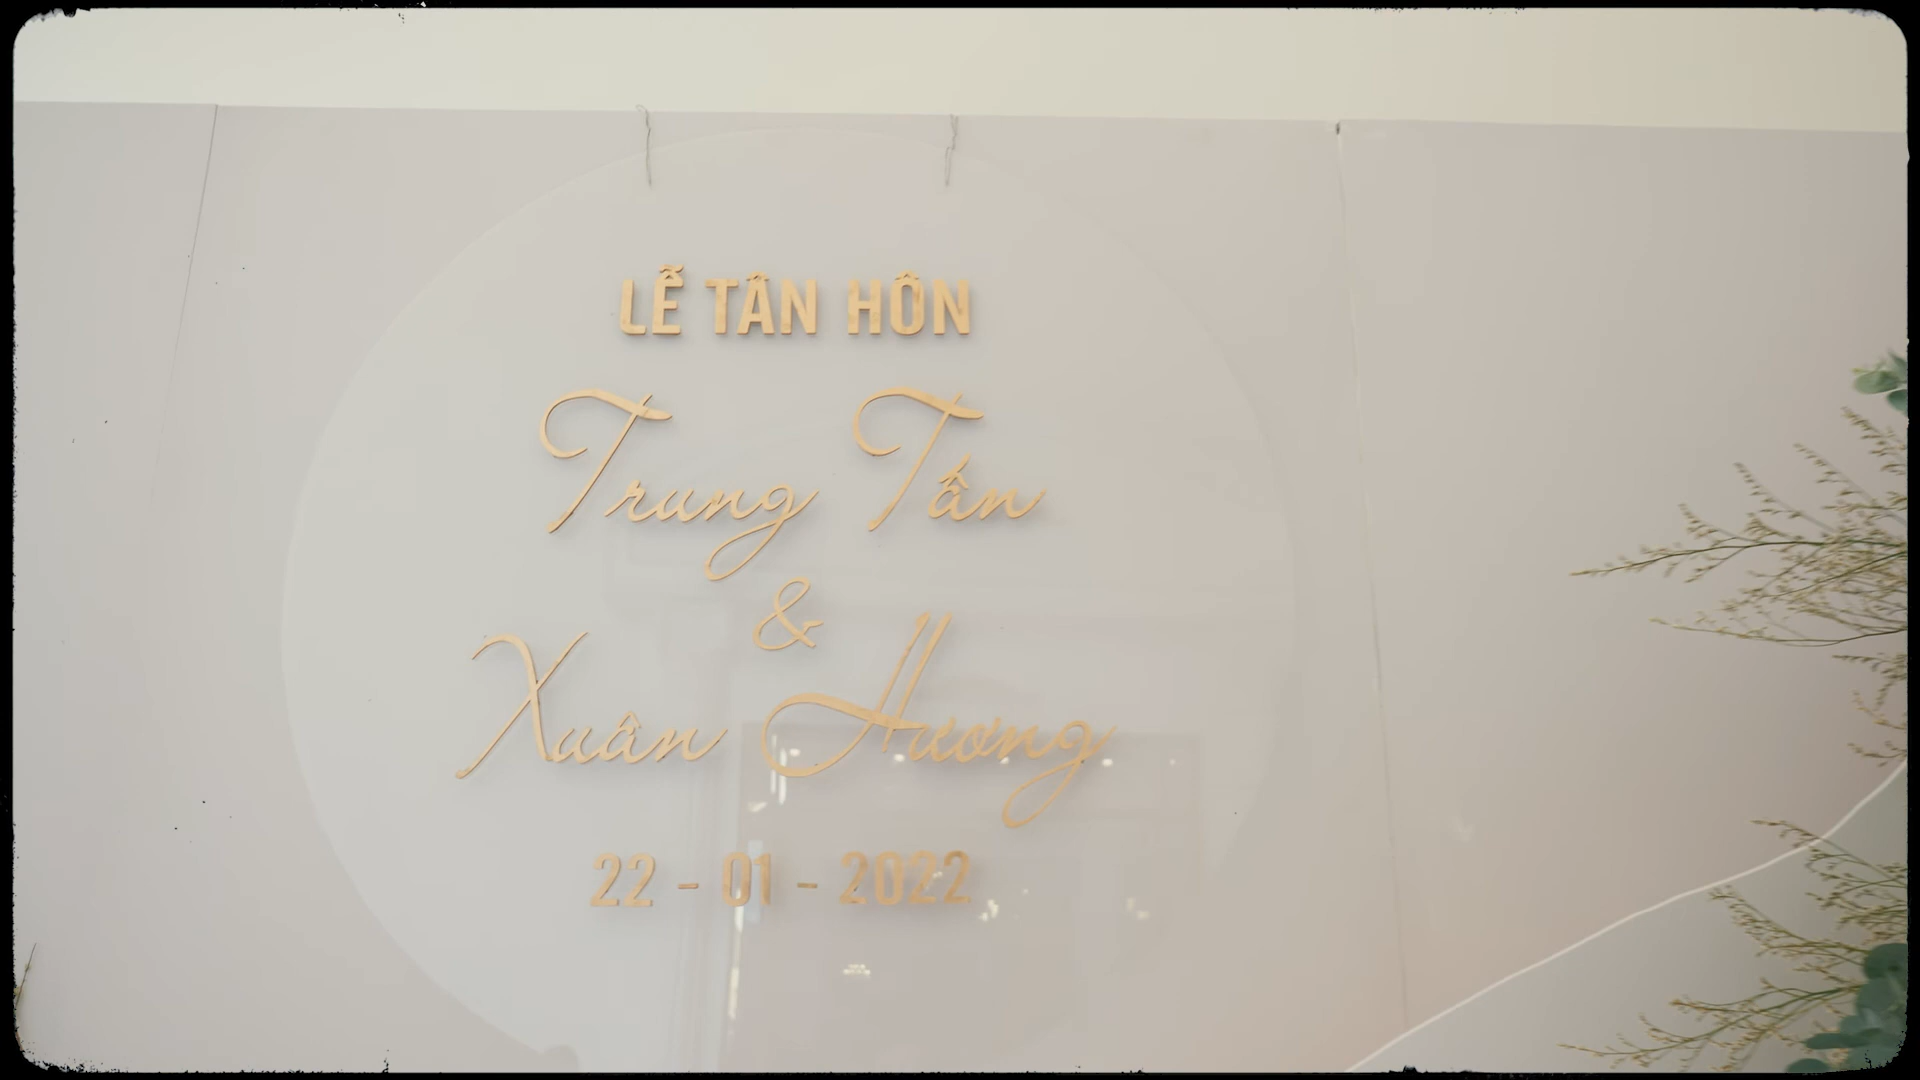 LỄ TÂN HÔN
Trung Tấn
&
Xuân Hương
22 - 01 - 2022